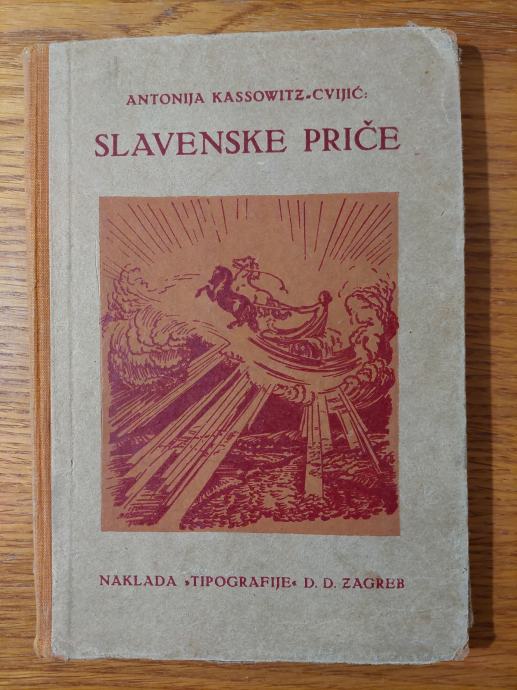 ANTONIJA KASSOWITZ-CVIJIĆ:
SLAVENSKE PRIČE
NAKLADA »TIPOGRAFIJE« D. D. ZAGREB